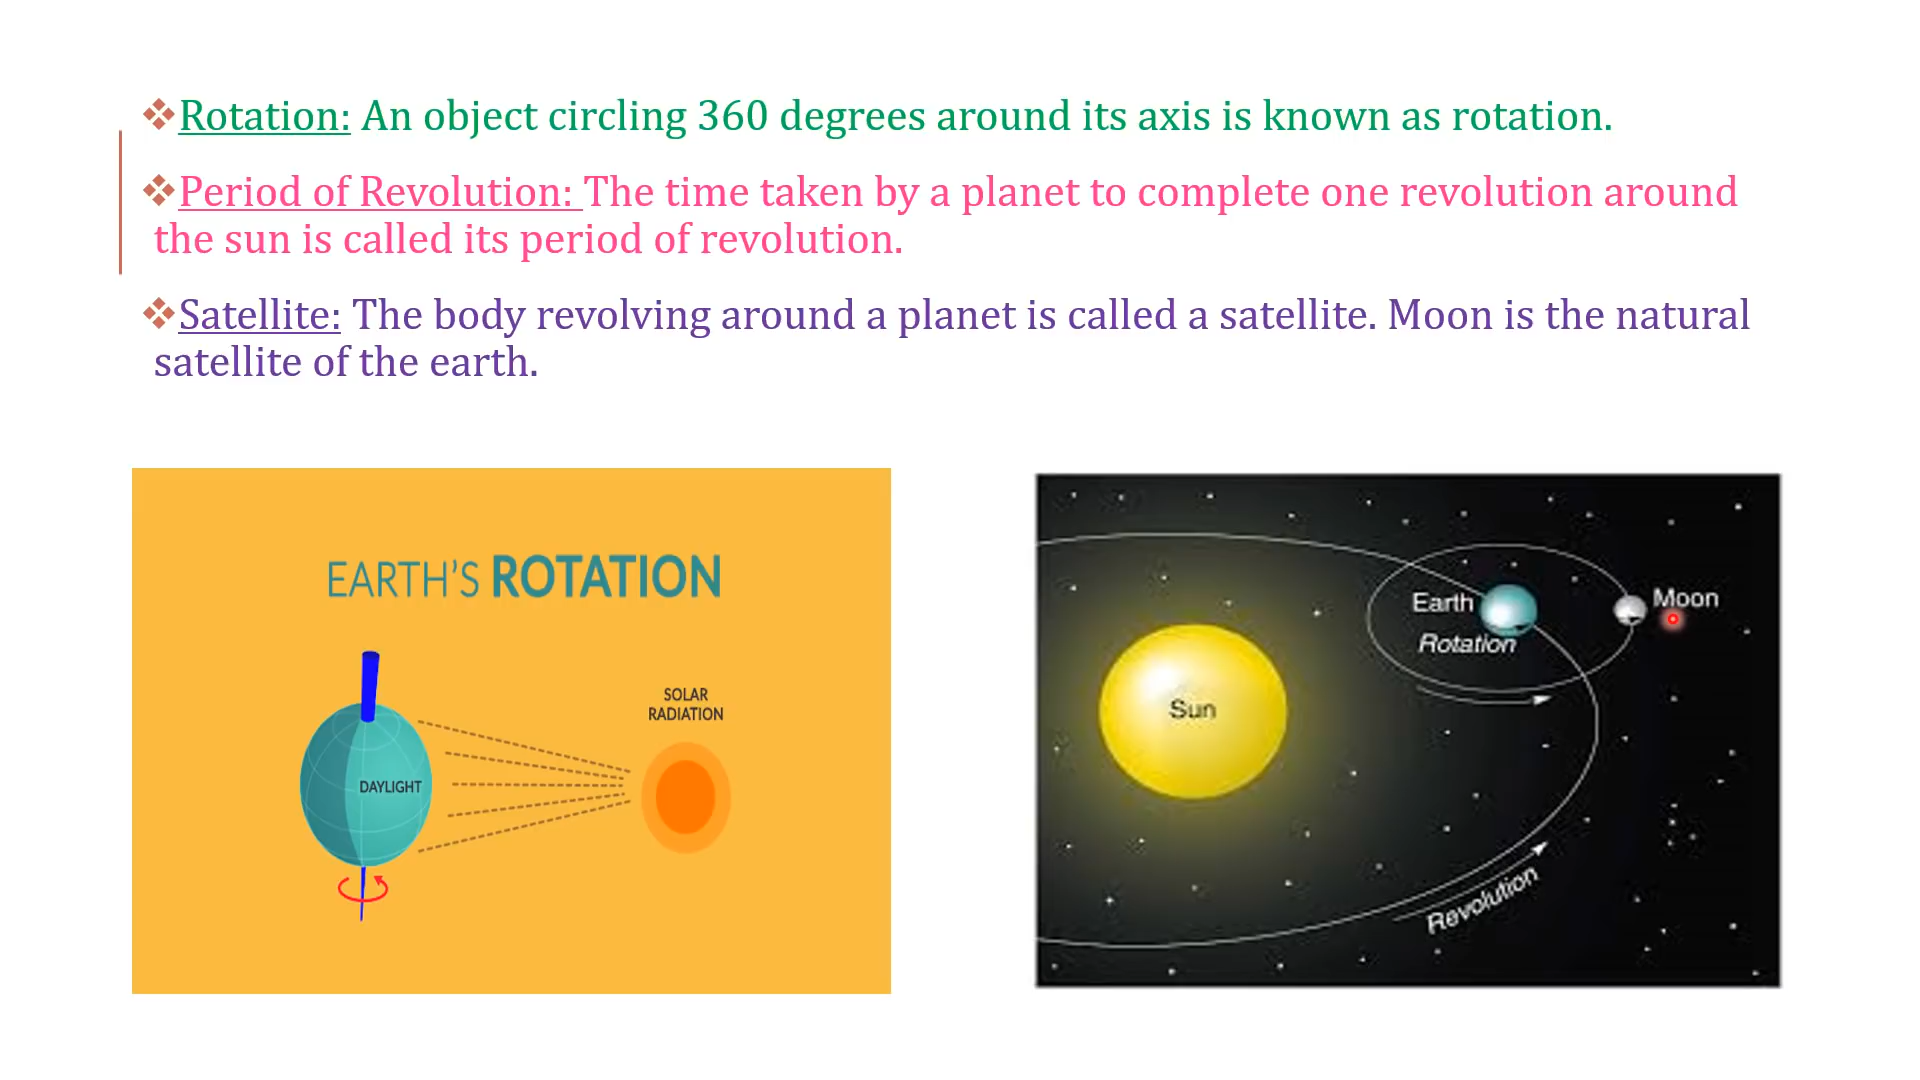 ❖Rotation: An object circling 360 degrees around its axis is known as rotation.
❖Period of Revolution: The time taken by a planet to complete one revolution around
the sun is called its period of revolution.
❖Satellite: The body revolving around a planet is called a satellite. Moon is the natural
satellite of the earth.
EARTH'S ROTATION
SOLAR
RADIATION
DAYLIGHT
Earth
Moon
Rotation
Sun
Revolution